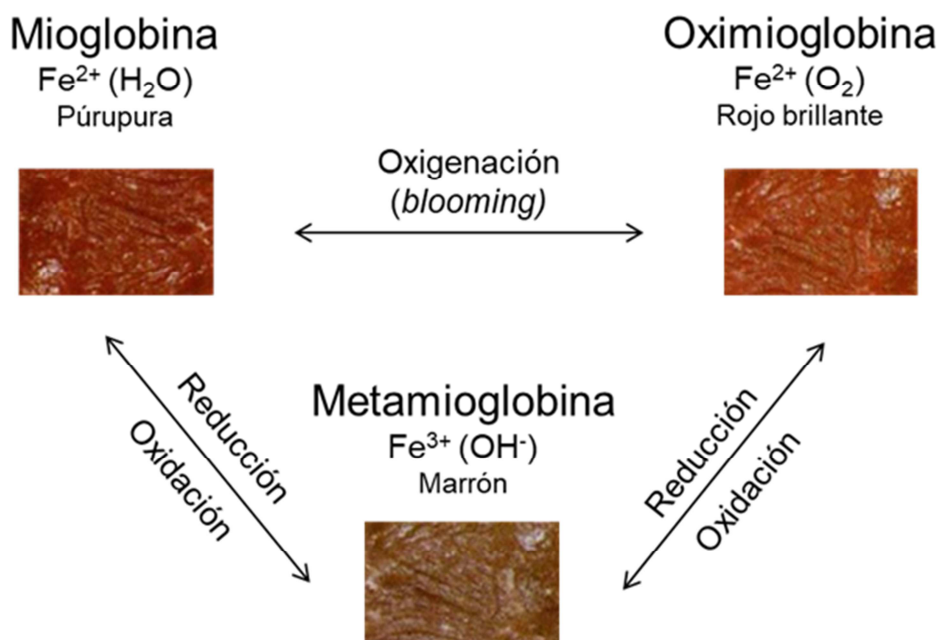 Mioglobina
Fe²⁺ (H₂O)
Púrupura
Oximioglobina
Fe²⁺ (O₂)
Rojo brillante
Oxigenación
(blooming)
Reducción
Oxidación
Metamioglobina
Fe³⁺ (OH⁻)
Marrón
Reducción
Oxidación